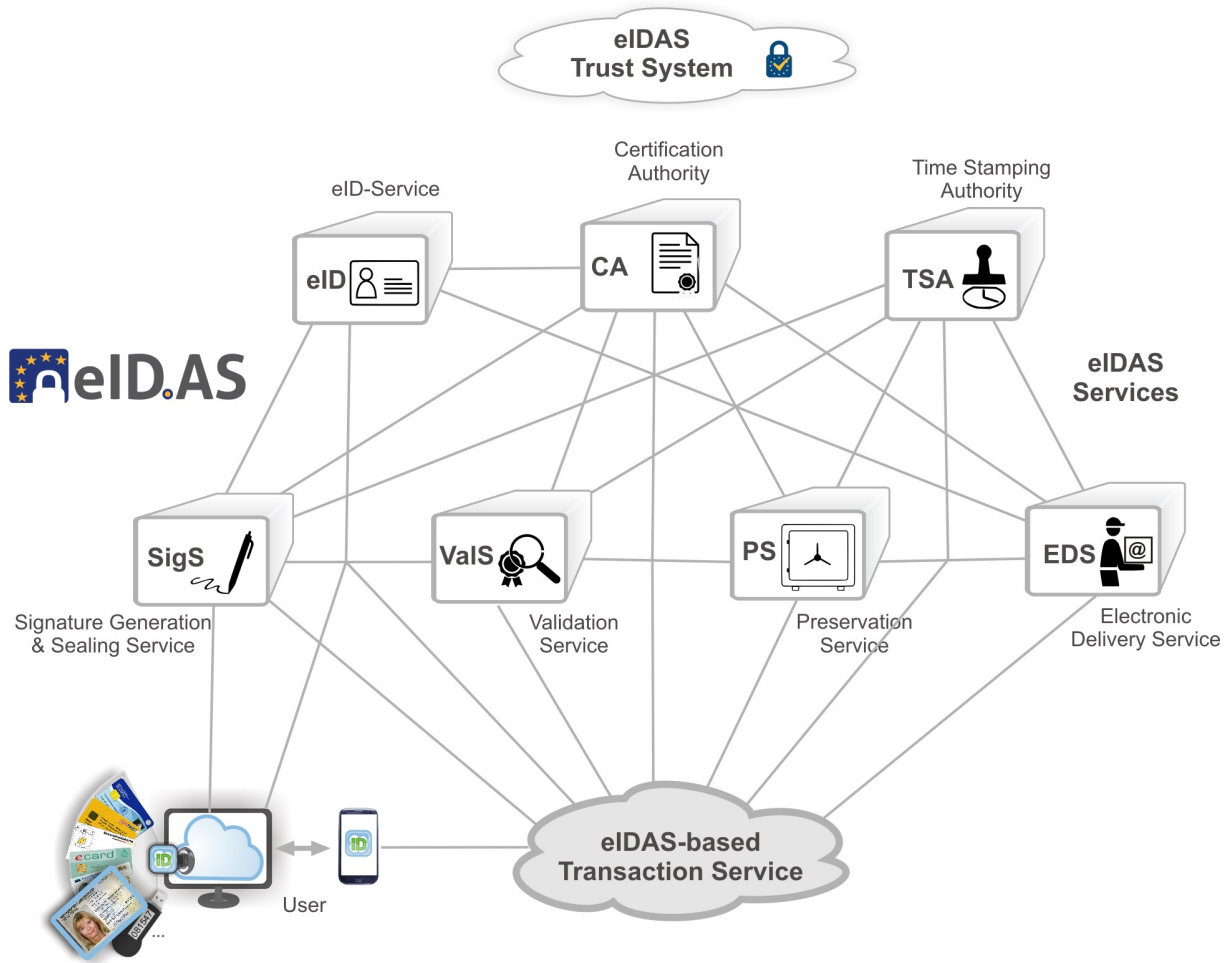 eIDAS
Trust System
Certification
Authority
Time Stamping
Authority
eID-Service
eID
CA
TSA
eID.AS
eIDAS
Services
SigS
ValS
PS
EDS
@
Signature Generation
& Sealing Service
Validation
Service
Preservation
Service
Electronic
Delivery Service
ecard
ID
ID
User
081547
...
eIDAS-based
Transaction Service